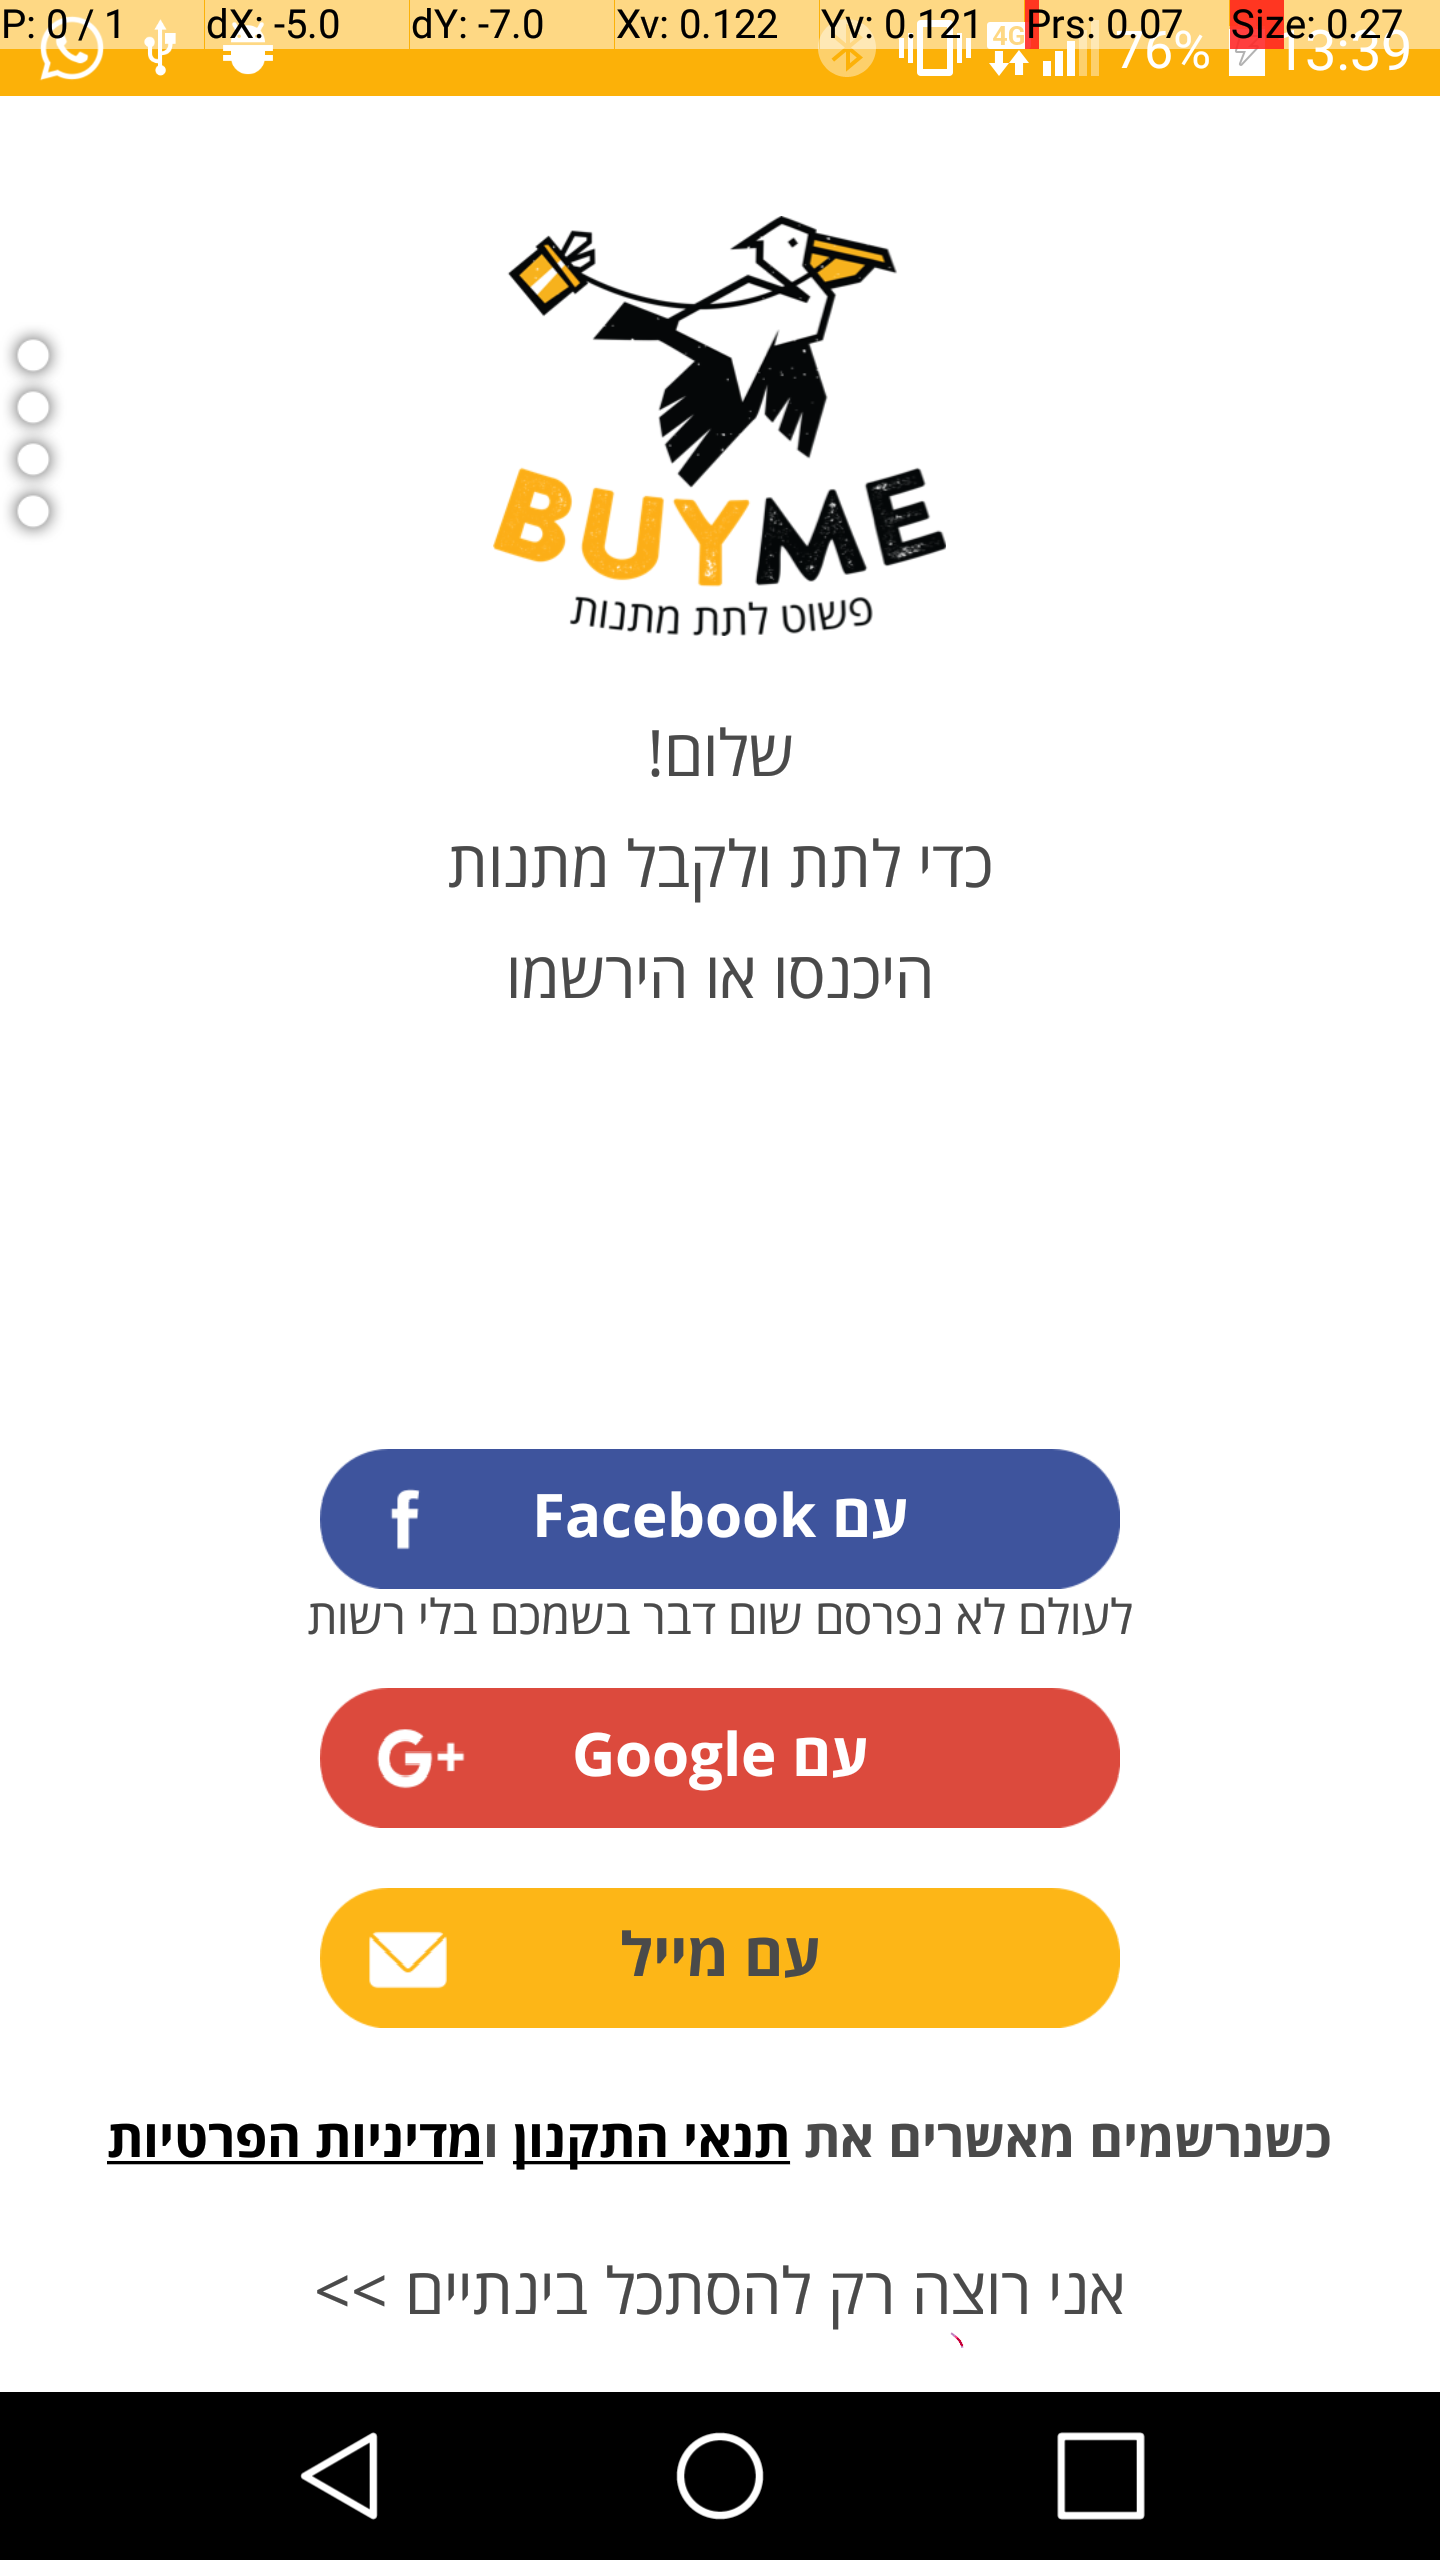 P: 0 / 1 dX: -5.0 dY: -7.0 Xv: 0.122 Yv: 0.121 Prs: 0.07 Size: 0.27
4G 76% 13:39
BUYME
פשוט לתת מתנות
שלום!
כדי לתת ולקבל מתנות
היכנסו או הירשמו
עם Facebook
לעולם לא נפרסם שום דבר בשמכם בלי רשות
G+ עם Google
עם מייל
כשנרשמים מאשרים את תנאי התקנון ומדיניות הפרטיות
אני רוצה רק להסתכל בינתיים >>